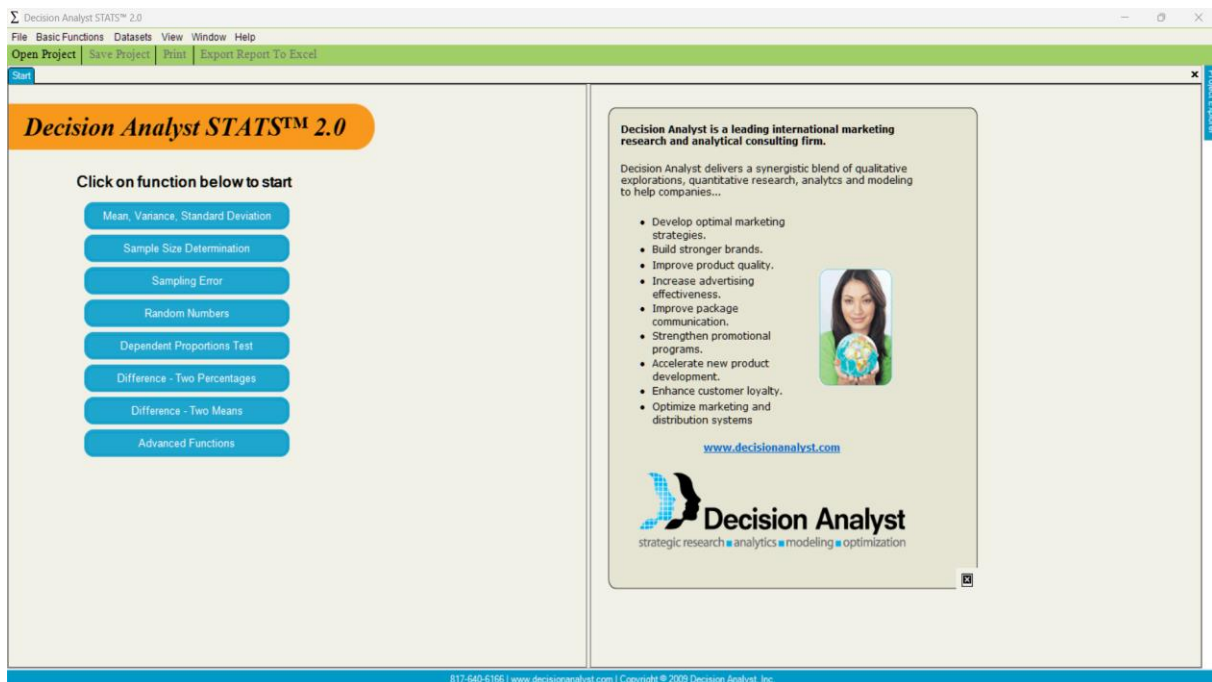 Σ Decision Analyst STATS™ 2.0
File Basic Functions Datasets View Window Help
Open Project Save Project Print Export Report To Excel
Start
Project Explorer
Decision Analyst STATS™ 2.0
Click on function below to start
Mean, Variance, Standard Deviation
Sample Size Determination
Sampling Error
Random Numbers
Dependent Proportions Test
Difference - Two Percentages
Difference - Two Means
Advanced Functions
Decision Analyst is a leading international marketing
research and analytical consulting firm.
Decision Analyst delivers a synergistic blend of qualitative
explorations, quantitative research, analytcs and modeling
to help companies...
• Develop optimal marketing
strategies.
• Build stronger brands.
• Improve product quality.
• Increase advertising
effectiveness.
• Improve package
communication.
• Strengthen promotional
programs.
• Accelerate new product
development.
• Enhance customer loyalty.
• Optimize marketing and
distribution systems
www.decisionanalyst.com
Decision Analyst
strategic research ■ analytics ■ modeling ■ optimization
817-640-6166 | www.decisionanalyst.com | Copyright © 2009 Decision Analyst, Inc.